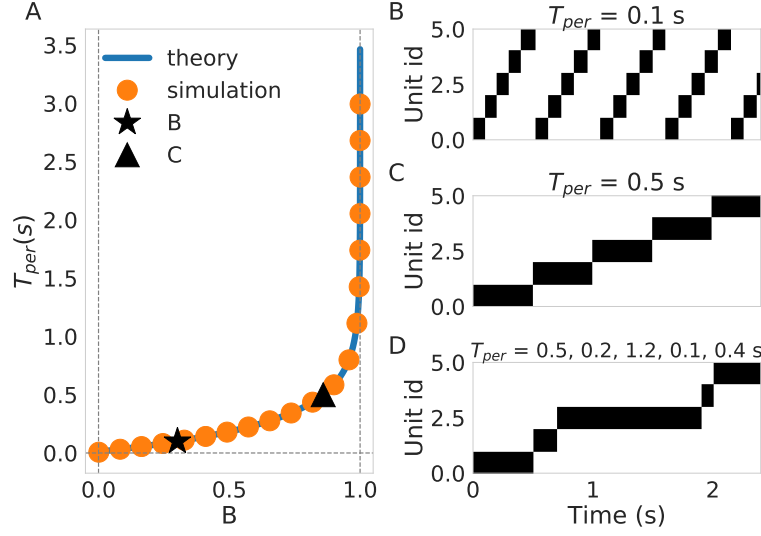 A
3.5
3.0
2.5
2.0
1.5
1.0
0.5
0.0
T_per(s)
0.0
0.5
1.0
B
theory
simulation
B
C
B
T_per = 0.1 s
5.0
2.5
0.0
Unit id
C
T_per = 0.5 s
5.0
2.5
0.0
Unit id
D
T_per = 0.5, 0.2, 1.2, 0.1, 0.4 s
5.0
2.5
0.0
Unit id
0
1
2
Time (s)